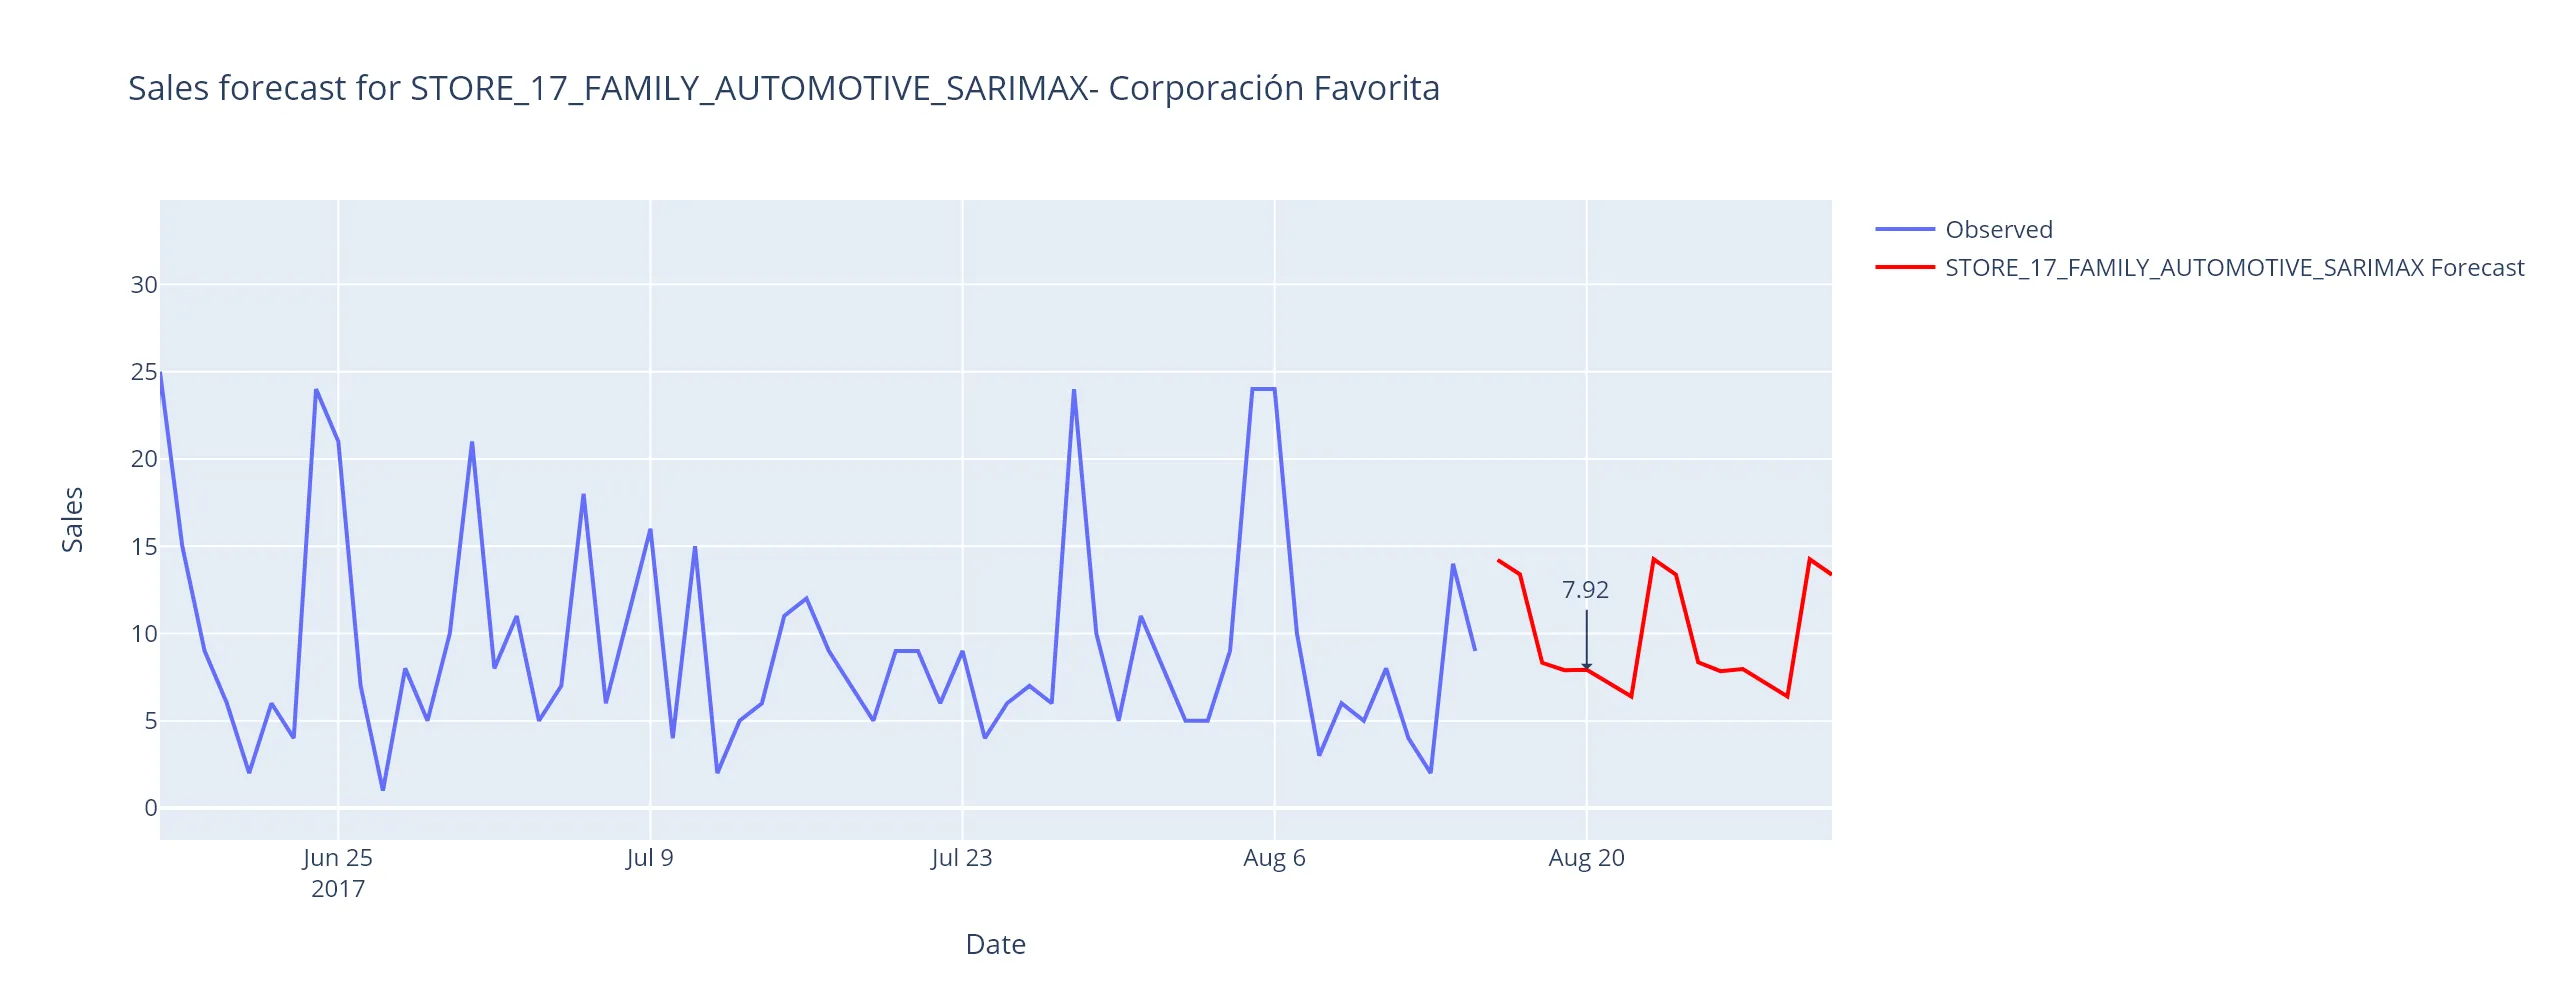 Sales forecast for STORE_17_FAMILY_AUTOMOTIVE_SARIMAX- Corporación Favorita
Observed
STORE_17_FAMILY_AUTOMOTIVE_SARIMAX Forecast
30
25
20
15
10
5
0
Sales
7.92
Jun 25
2017
Jul 9
Jul 23
Aug 6
Aug 20
Date